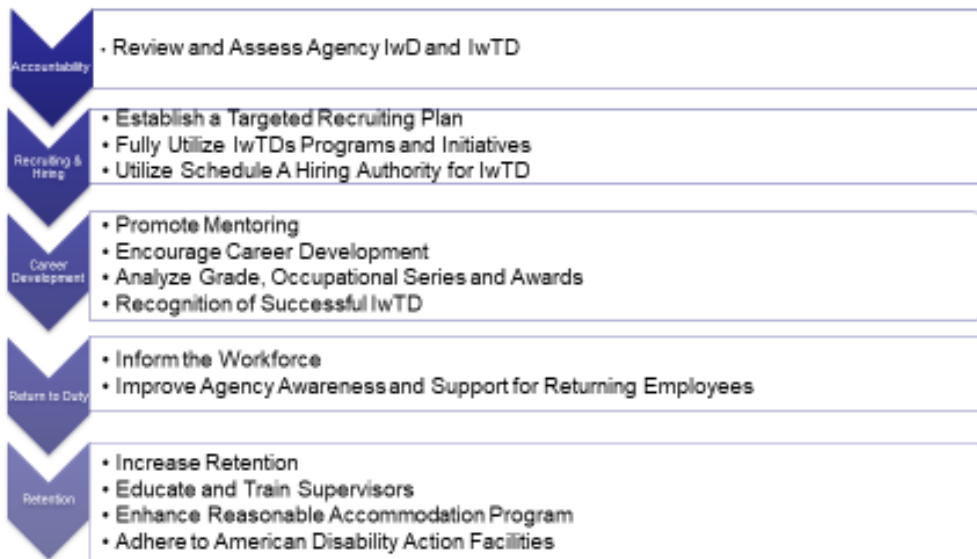 Accountability
· Review and Assess Agency IwD and IwTD
Recruiting &
Hiring
• Establish a Targeted Recruiting Plan
• Fully Utilize IwTDs Programs and Initiatives
• Utilize Schedule A Hiring Authority for IwTD
Career
Development
• Promote Mentoring
• Encourage Career Development
• Analyze Grade, Occupational Series and Awards
• Recognition of Successful IwTD
Return to Duty
• Inform the Workforce
• Improve Agency Awareness and Support for Returning Employees
Retention
• Increase Retention
• Educate and Train Supervisors
• Enhance Reasonable Accommodation Program
• Adhere to American Disability Action Facilities